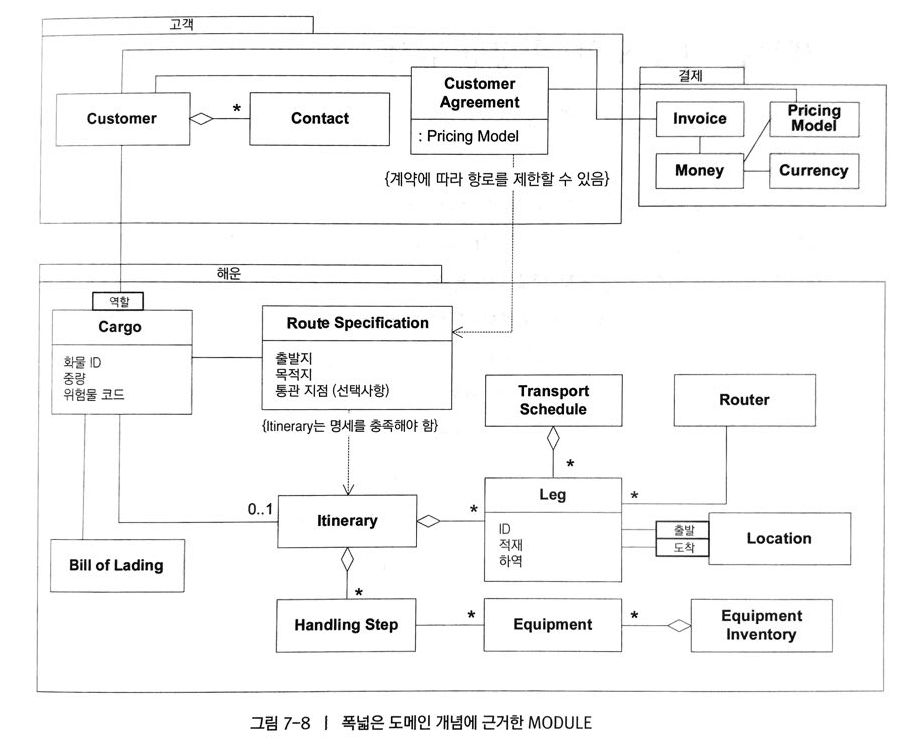 고객
Customer
*
Contact
Customer
Agreement
: Pricing Model
{계약에 따라 항로를 제한할 수 있음}
결제
Invoice
Pricing
Model
Money
Currency
해운
역할
Cargo
화물 ID
중량
위험물 코드
Route Specification
출발지
목적지
통관 지점 (선택사항)
{Itinerary는 명세를 충족해야 함}
Transport
Schedule
*
Router
*
Leg
ID
적재
하역
출발
도착
Location
0..1
Itinerary
*
*
Bill of Lading
Handling Step
*
Equipment
*
Equipment
Inventory
그림 7-8 | 폭넓은 도메인 개념에 근거한 MODULE